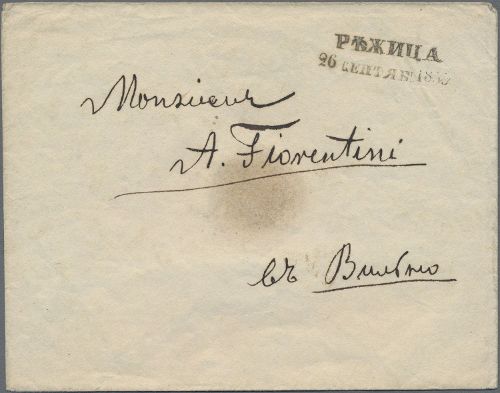 РѢЖИЦА
26 СЕНТЯБ.
Monsieur
A. Fiorentini
въ Вильно